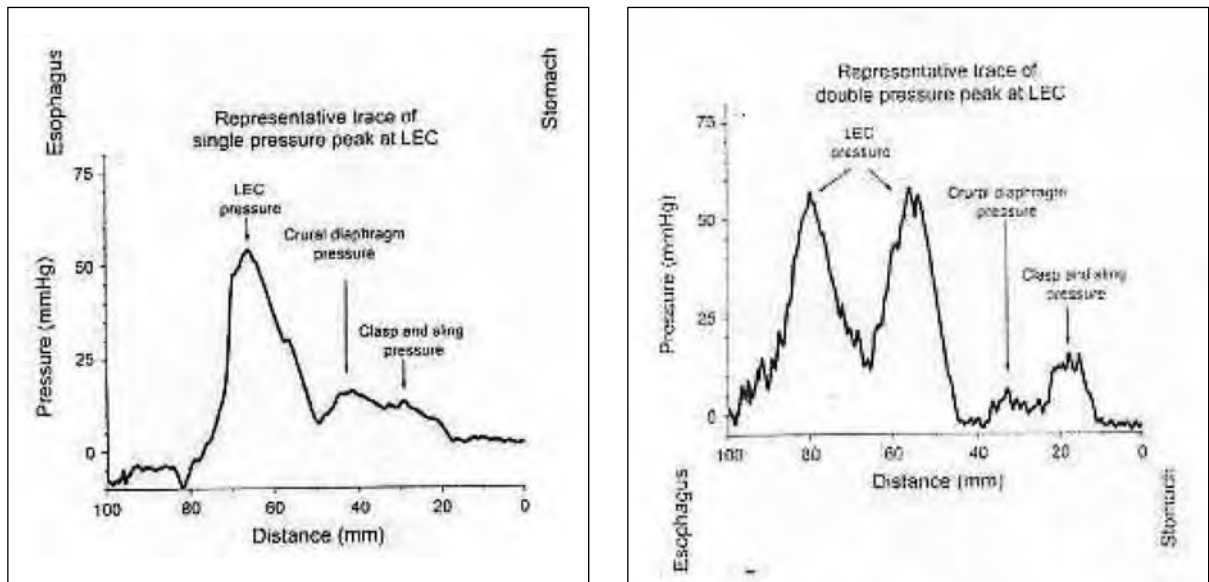 Esophagus
Stomach
Representative trace of
single pressure peak at LEC
75
LEC
pressure
Crural diaphragm
pressure
50
Clasp and sling
pressure
25
0
Pressure (mmHg)
100
80
60
40
20
0
Distance (mm)
Representative trace of
double pressure peak at LEC
75
LEC
pressure
Crural diaphragm
pressure
50
Clasp and sling
pressure
25
0
Pressure (mmHg)
100
80
60
40
20
0
Distance (mm)
Esophagus
Stomach